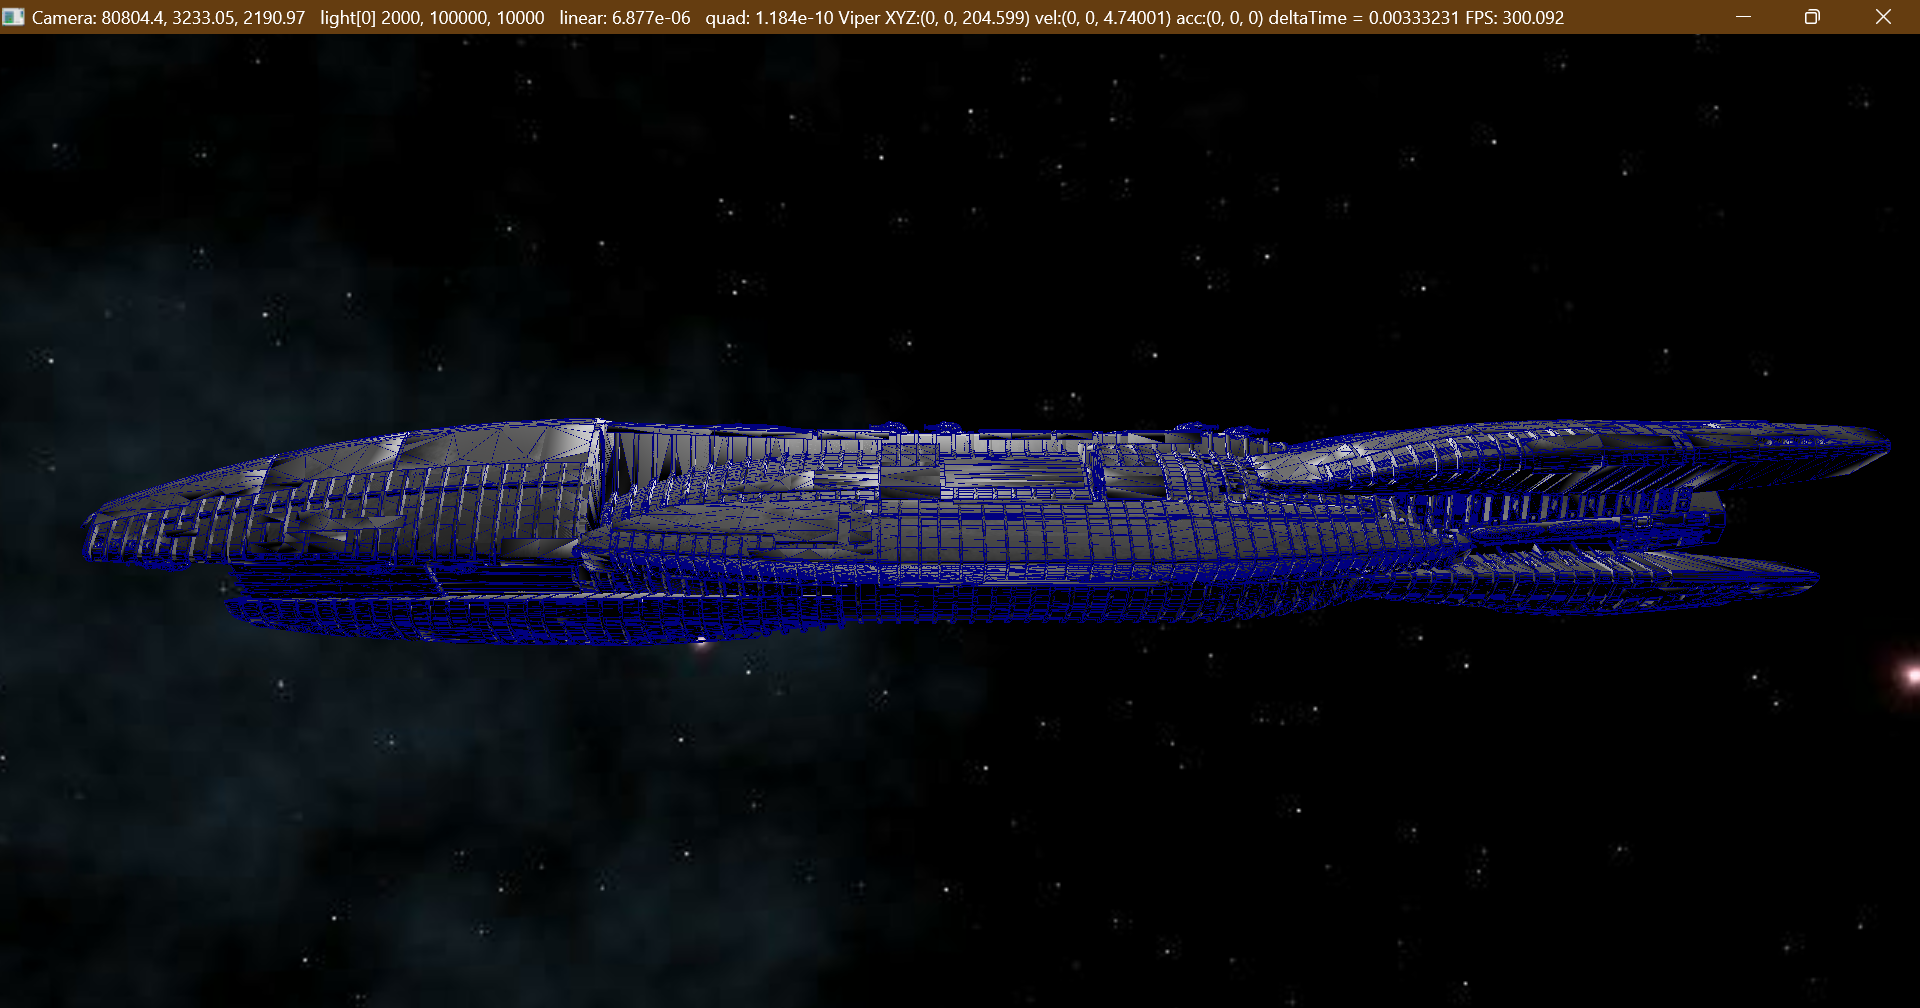 Camera: 80804.4, 3233.05, 2190.97 light[0] 2000, 100000, 10000 linear: 6.877e-06 quad: 1.184e-10 Viper XYZ:(0, 0, 204.599) vel:(0, 0, 4.74001) acc:(0, 0, 0) deltaTime = 0.00333231 FPS: 300.092